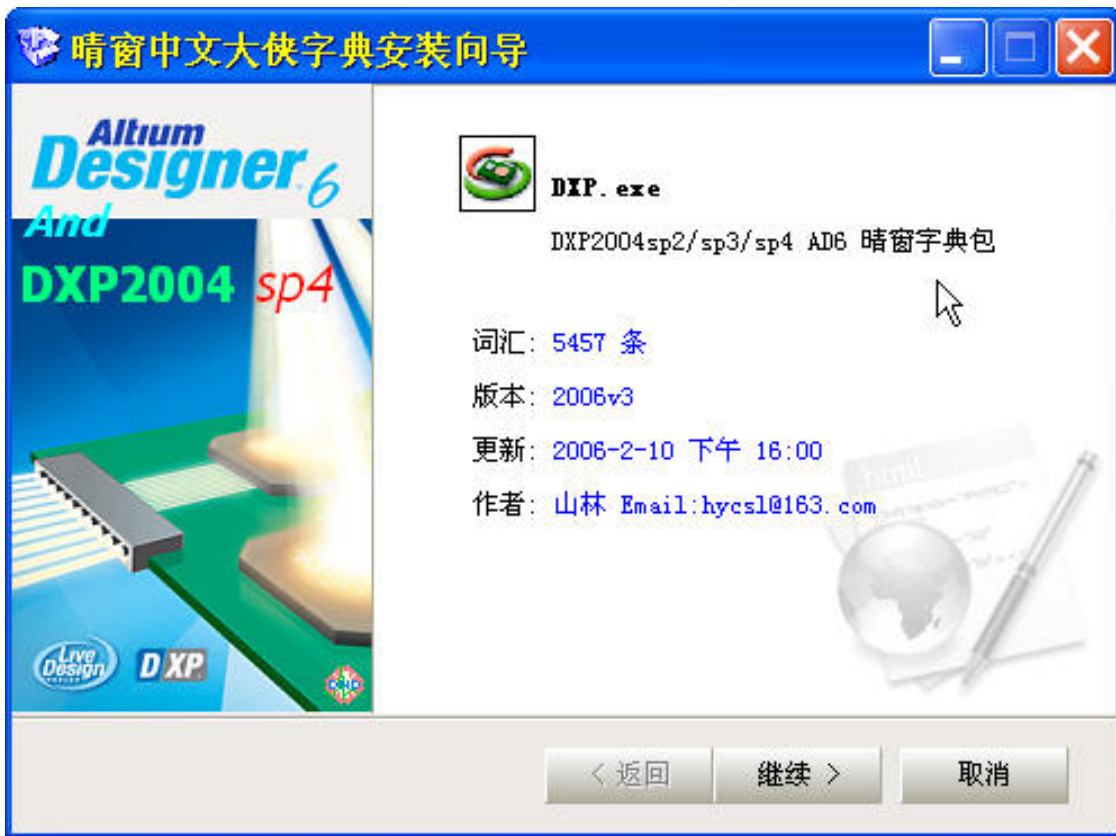 晴窗中文大侠字典安装向导
Altium
Designer 6
And
DXP2004 sp4
Live
Design
DXP
DXP.exe
DXP2004sp2/sp3/sp4 AD6 晴窗字典包
词汇: 5457 条
版本: 2006v3
更新: 2006-2-10 下午 16:00
作者: 山林 Email:hycsl@163.com
html
< 返回
继续 >
取消